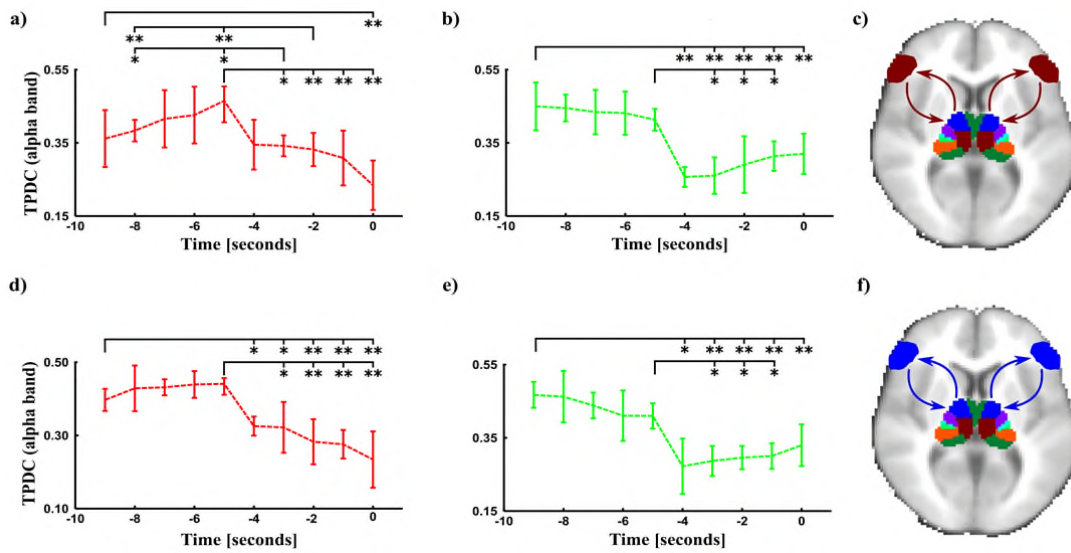 a)
**
** **
* *
* ** ** **
0.55
0.35
0.15
TPDC (alpha band)
-10 -8 -6 -4 -2 0
Time [seconds]
b)
** ** ** ** **
* * * *
0.55
0.35
0.15
-10 -8 -6 -4 -2 0
Time [seconds]
c)
d)
* * ** ** **
* ** ** **
0.50
0.30
0.10
TPDC (alpha band)
-10 -8 -6 -4 -2 0
Time [seconds]
e)
* ** ** ** **
** * *
0.55
0.35
0.15
-10 -8 -6 -4 -2 0
Time [seconds]
f)